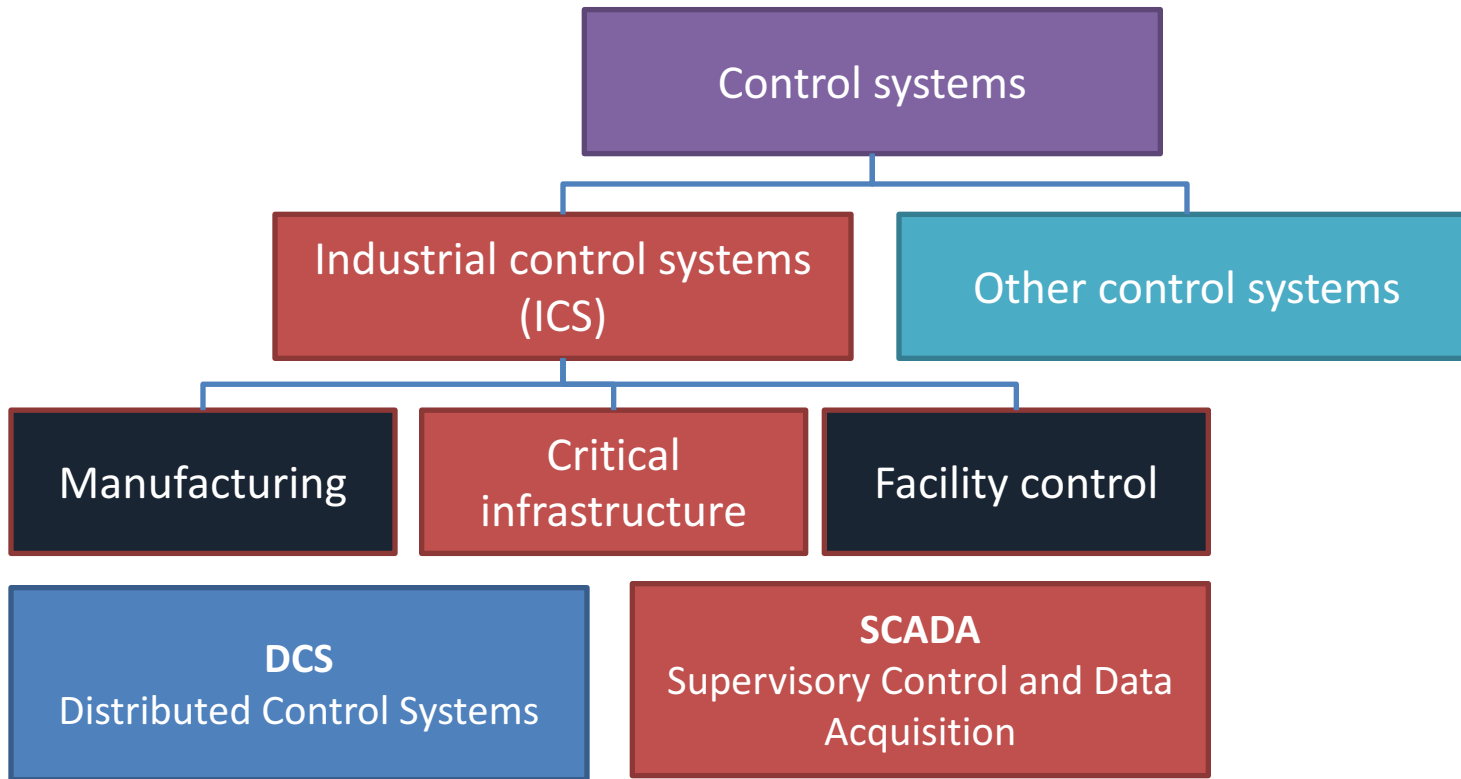 Control systems
Industrial control systems
(ICS)
Other control systems
Manufacturing
Critical
infrastructure
Facility control
DCS
Distributed Control Systems
SCADA
Supervisory Control and Data
Acquisition